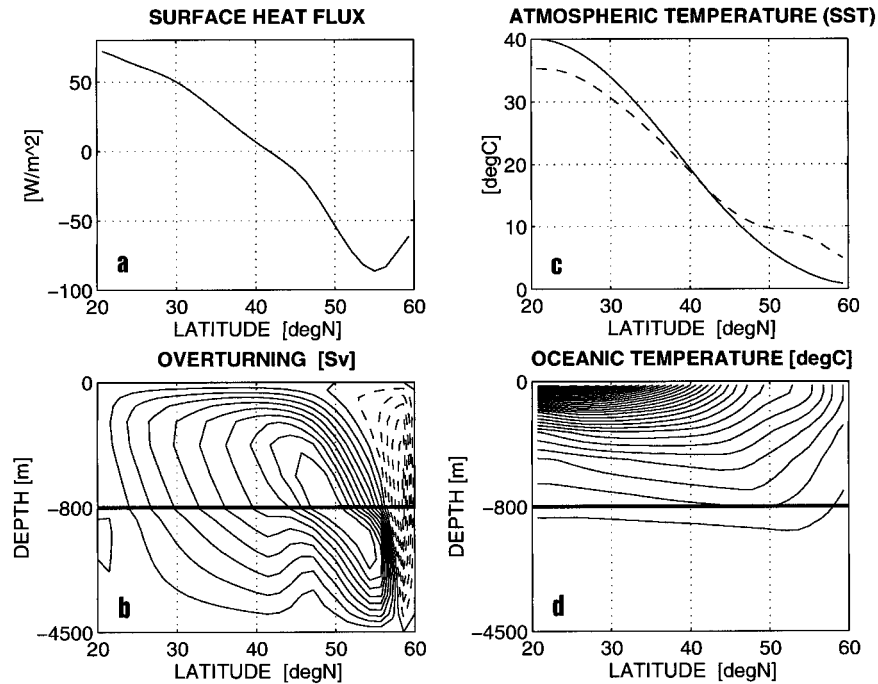 SURFACE HEAT FLUX
[W/m^2]
50
0
-50
-100
a
20 30 40 50 60
LATITUDE [degN]
ATMOSPHERIC TEMPERATURE (SST)
[degC]
40
30
20
10
0
c
20 30 40 50 60
LATITUDE [degN]
OVERTURNING [Sv]
DEPTH [m]
0
-800
-4500
b
20 30 40 50 60
LATITUDE [degN]
OCEANIC TEMPERATURE [degC]
DEPTH [m]
0
-800
-4500
d
20 30 40 50 60
LATITUDE [degN]